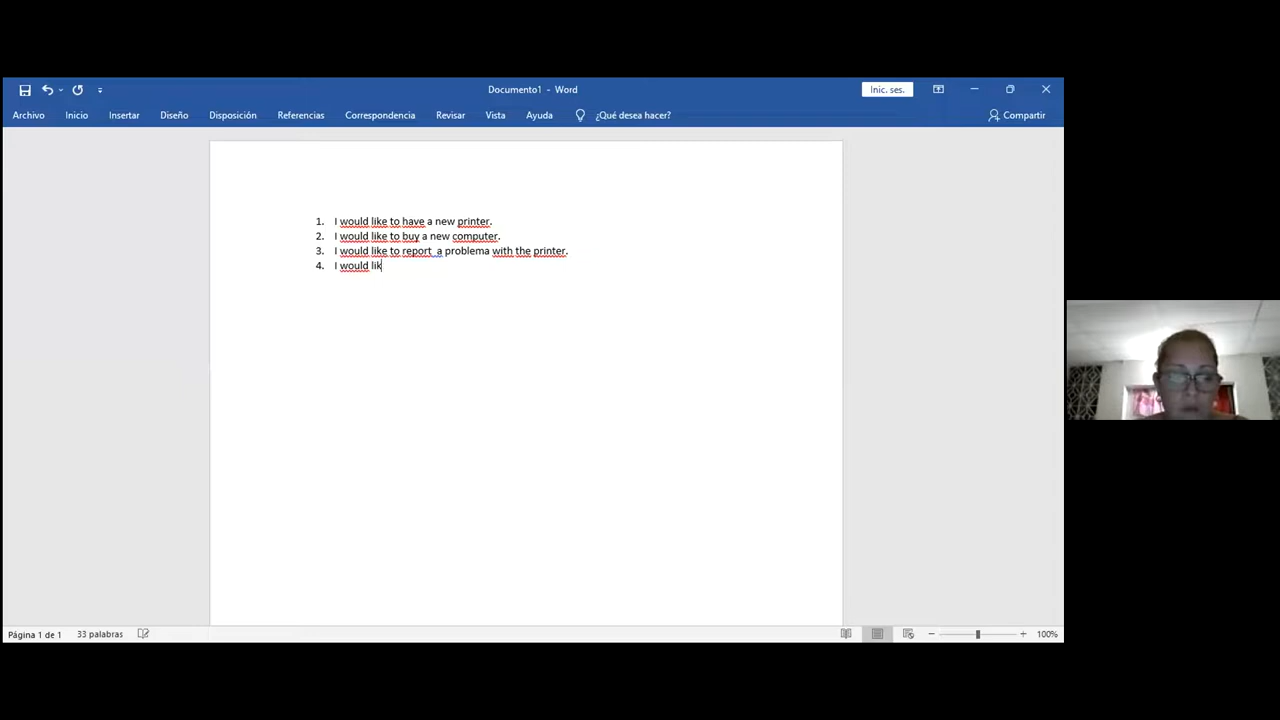 Documento1 - Word
Inic. ses.
Archivo Inicio Insertar Diseño Disposición Referencias Correspondencia Revisar Vista Ayuda ¿Qué desea hacer? Compartir
1. I would like to have a new printer.
2. I would like to buy a new computer.
3. I would like to report  a problema with the printer.
4. I would lik
Página 1 de 1 33 palabras 100%